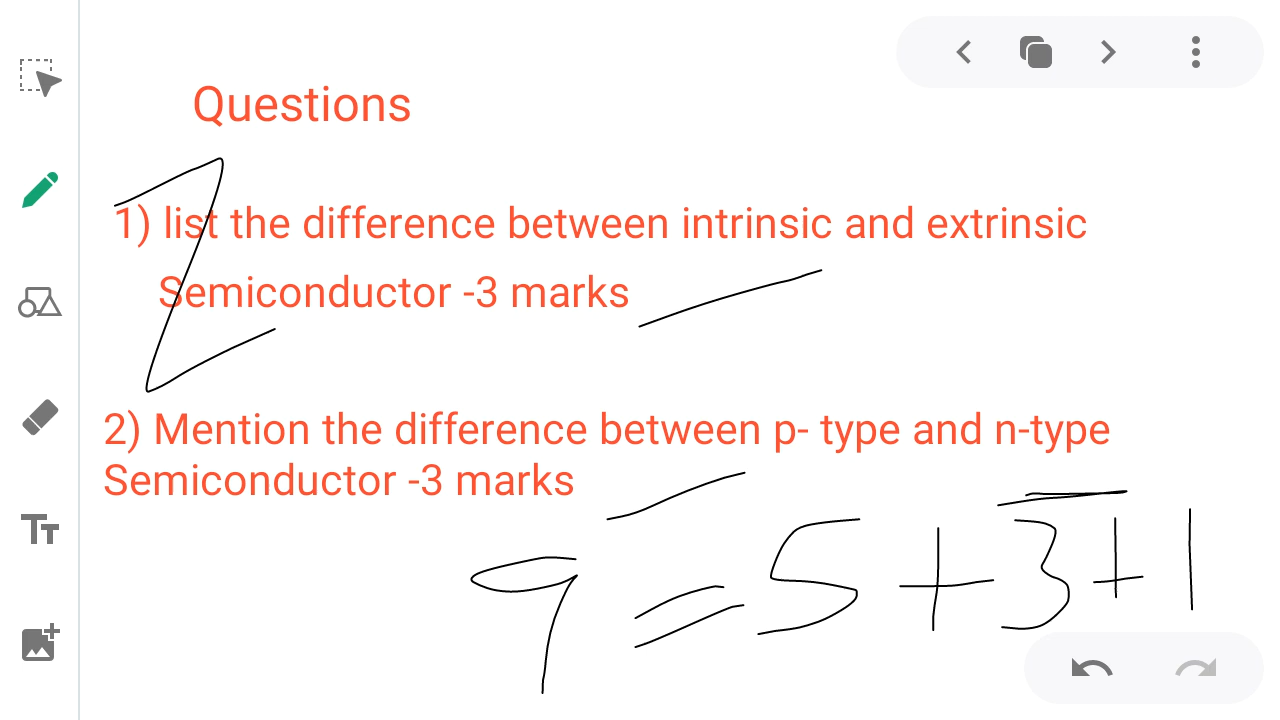 Questions
1) list the difference between intrinsic and extrinsic
Semiconductor -3 marks
2) Mention the difference between p- type and n-type
Semiconductor -3 marks
9 = 5 + 3 + 1
Tт